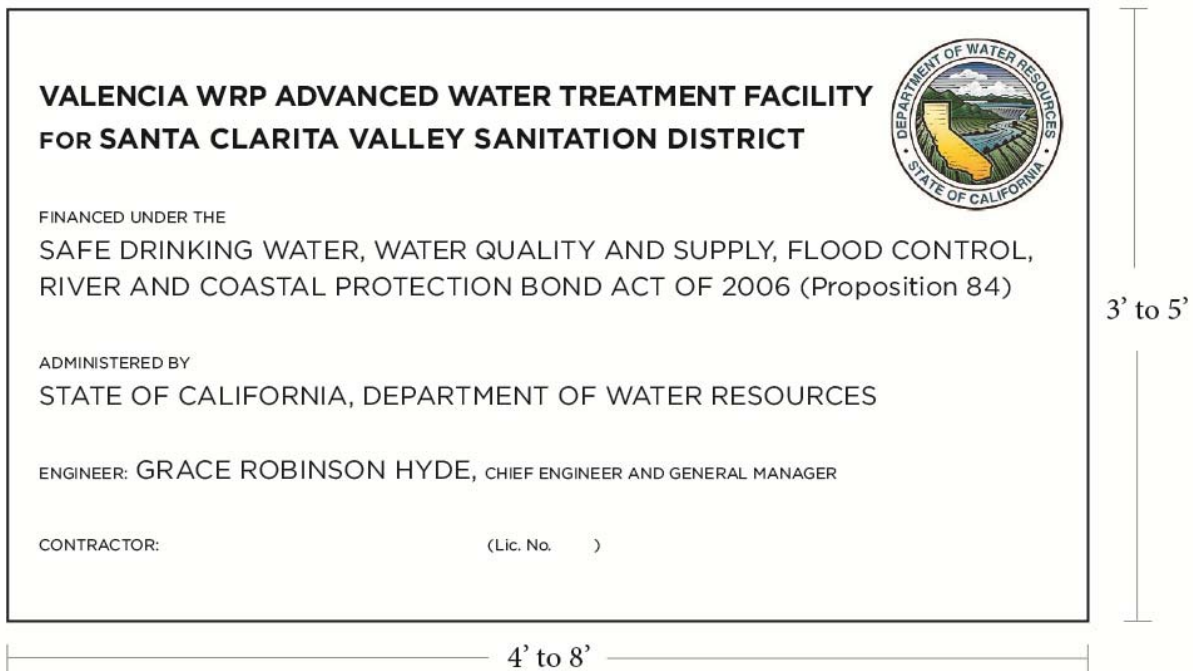 VALENCIA WRP ADVANCED WATER TREATMENT FACILITY
FOR SANTA CLARITA VALLEY SANITATION DISTRICT
DEPARTMENT OF WATER RESOURCES
• STATE OF CALIFORNIA •
FINANCED UNDER THE
SAFE DRINKING WATER, WATER QUALITY AND SUPPLY, FLOOD CONTROL,
RIVER AND COASTAL PROTECTION BOND ACT OF 2006 (Proposition 84)
3’ to 5’
ADMINISTERED BY
STATE OF CALIFORNIA, DEPARTMENT OF WATER RESOURCES
ENGINEER: GRACE ROBINSON HYDE, CHIEF ENGINEER AND GENERAL MANAGER
CONTRACTOR: (Lic. No. )
4’ to 8’